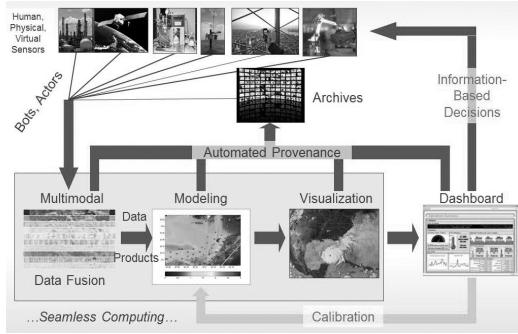 Human,
Physical,
Virtual
Sensors
Bots, Actors
Archives
Information-
Based
Decisions
Automated Provenance
Multimodal
Modeling
Visualization
Dashboard
Data
Products
Data Fusion
...Seamless Computing...
Calibration